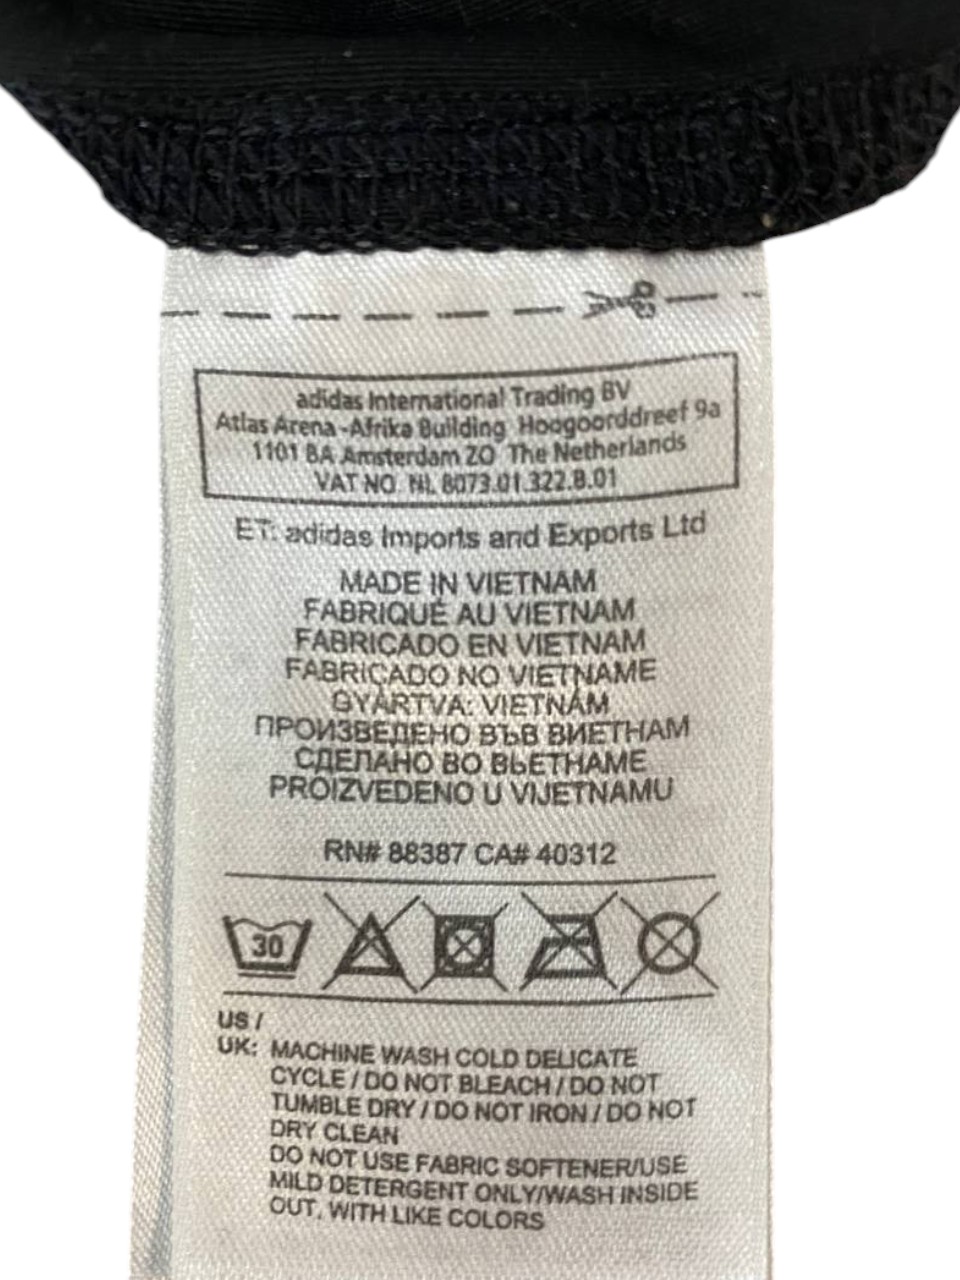 adidas International Trading BV
Atlas Arena -Afrika Building Hoogoorddreef 9a
1101 BA Amsterdam ZO The Netherlands
VAT NO NL 8073.01.322.B.01
ET: adidas Imports and Exports Ltd
MADE IN VIETNAM
FABRIQUÉ AU VIETNAM
FABRICADO EN VIETNAM
FABRICADO NO VIETNAME
GYÁRTVA: VIETNÁM
ПРОИЗВЕДЕНО ВЪВ ВИЕТНАМ
СДЕЛАНО ВО ВЬЕТНАМЕ
PROIZVEDENO U VIJETNAMU
RN# 88387 CA# 40312
30
US /
UK: MACHINE WASH COLD DELICATE
CYCLE / DO NOT BLEACH / DO NOT
TUMBLE DRY / DO NOT IRON / DO NOT
DRY CLEAN
DO NOT USE FABRIC SOFTENER/USE
MILD DETERGENT ONLY/WASH INSIDE
OUT, WITH LIKE COLORS